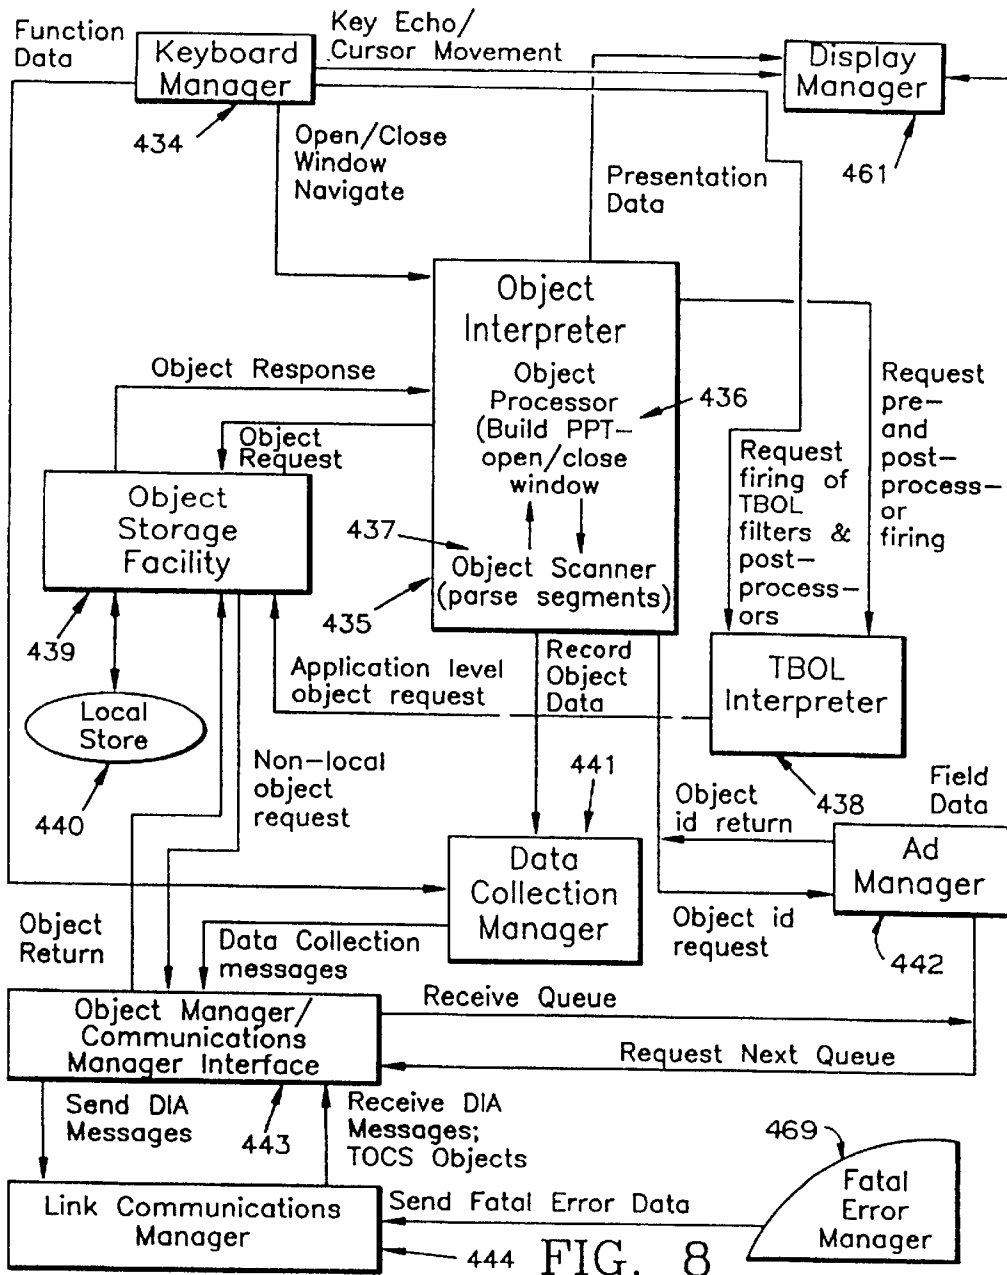 Function
Data
Keyboard
Manager
434
Key Echo/
Cursor Movement
Display
Manager
461
Open/Close
Window
Navigate
Presentation
Data
Object
Interpreter
Object
Processor
(Build PPT-
open/close
window
436
437
Object Scanner
(parse segments)
435
Object Response
Object
Request
Object
Storage
Facility
439
Local
Store
440
Request
firing of
TBOL
filters &
post-
process-
ors
Request
pre-
and
post-
process-
or
firing
Application level
object request
Record
Object
Data
TBOL
Interpreter
438
Non-local
object
request
441
Data
Collection
Manager
Object
id return
Field
Data
Ad
Manager
442
Object id
request
Object
Return
Data Collection
messages
Object Manager/
Communications
Manager Interface
443
Receive Queue
Request Next Queue
Send DIA
Messages
Receive DIA
Messages;
TOCS Objects
Link Communications
Manager
444
Send Fatal Error Data
469
Fatal
Error
Manager
FIG. 8